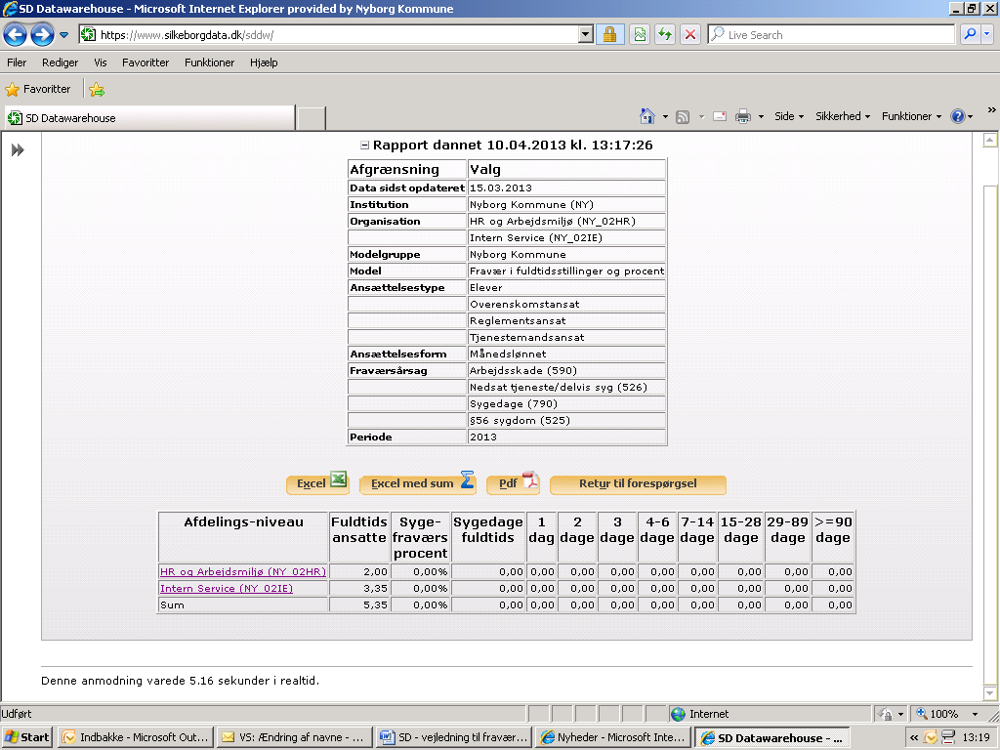 SD Datawarehouse - Microsoft Internet Explorer provided by Nyborg Kommune
https://www.silkeborgdata.dk/sddw/
Live Search
Filer Rediger Vis Favoritter Funktioner Hjælp
Favoritter
SD Datawarehouse
Side Sikkerhed Funktioner »
Rapport dannet 10.04.2013 kl. 13:17:26
Afgrænsning Valg
Data sidst opdateret 15.03.2013
Institution Nyborg Kommune (NY)
Organisation HR og Arbejdsmiljø (NY_02HR)
Intern Service (NY_02IE)
Modelgruppe Nyborg Kommune
Model Fravær i fuldtidsstillinger og procent
Ansættelsestype Elever
Overenskomstansat
Reglementsansat
Tjenestemandsansat
Ansættelsesform Månedslønnet
Fraværsårsag Arbejdsskade (590)
Nedsat tjeneste/delvis syg (526)
Sygedage (790)
§56 sygdom (525)
Periode 2013
Excel Excel med sum Pdf Retur til forespørgsel
Afdelings-niveau Fuldtids Syge- Sygedage 1 2 3 4-6 7-14 15-28 29-89 >=90
ansatte fraværs fuldtids dag dage dage dage dage dage dage dage
procent
HR og Arbejdsmiljø (NY_02HR) 2,00 0,00% 0,00 0,00 0,00 0,00 0,00 0,00 0,00 0,00 0,00
Intern Service (NY_02IE) 3,35 0,00% 0,00 0,00 0,00 0,00 0,00 0,00 0,00 0,00 0,00
Sum 5,35 0,00% 0,00 0,00 0,00 0,00 0,00 0,00 0,00 0,00 0,00
Denne anmodning varede 5.16 sekunder i realtid.
Udført Internet 100%
Start Indbakke - Microsoft Out... VS: Ændring af navne - ... SD - vejledning til fravær... Nyheder - Microsoft Inte... SD Datawarehouse - ... « 13:19